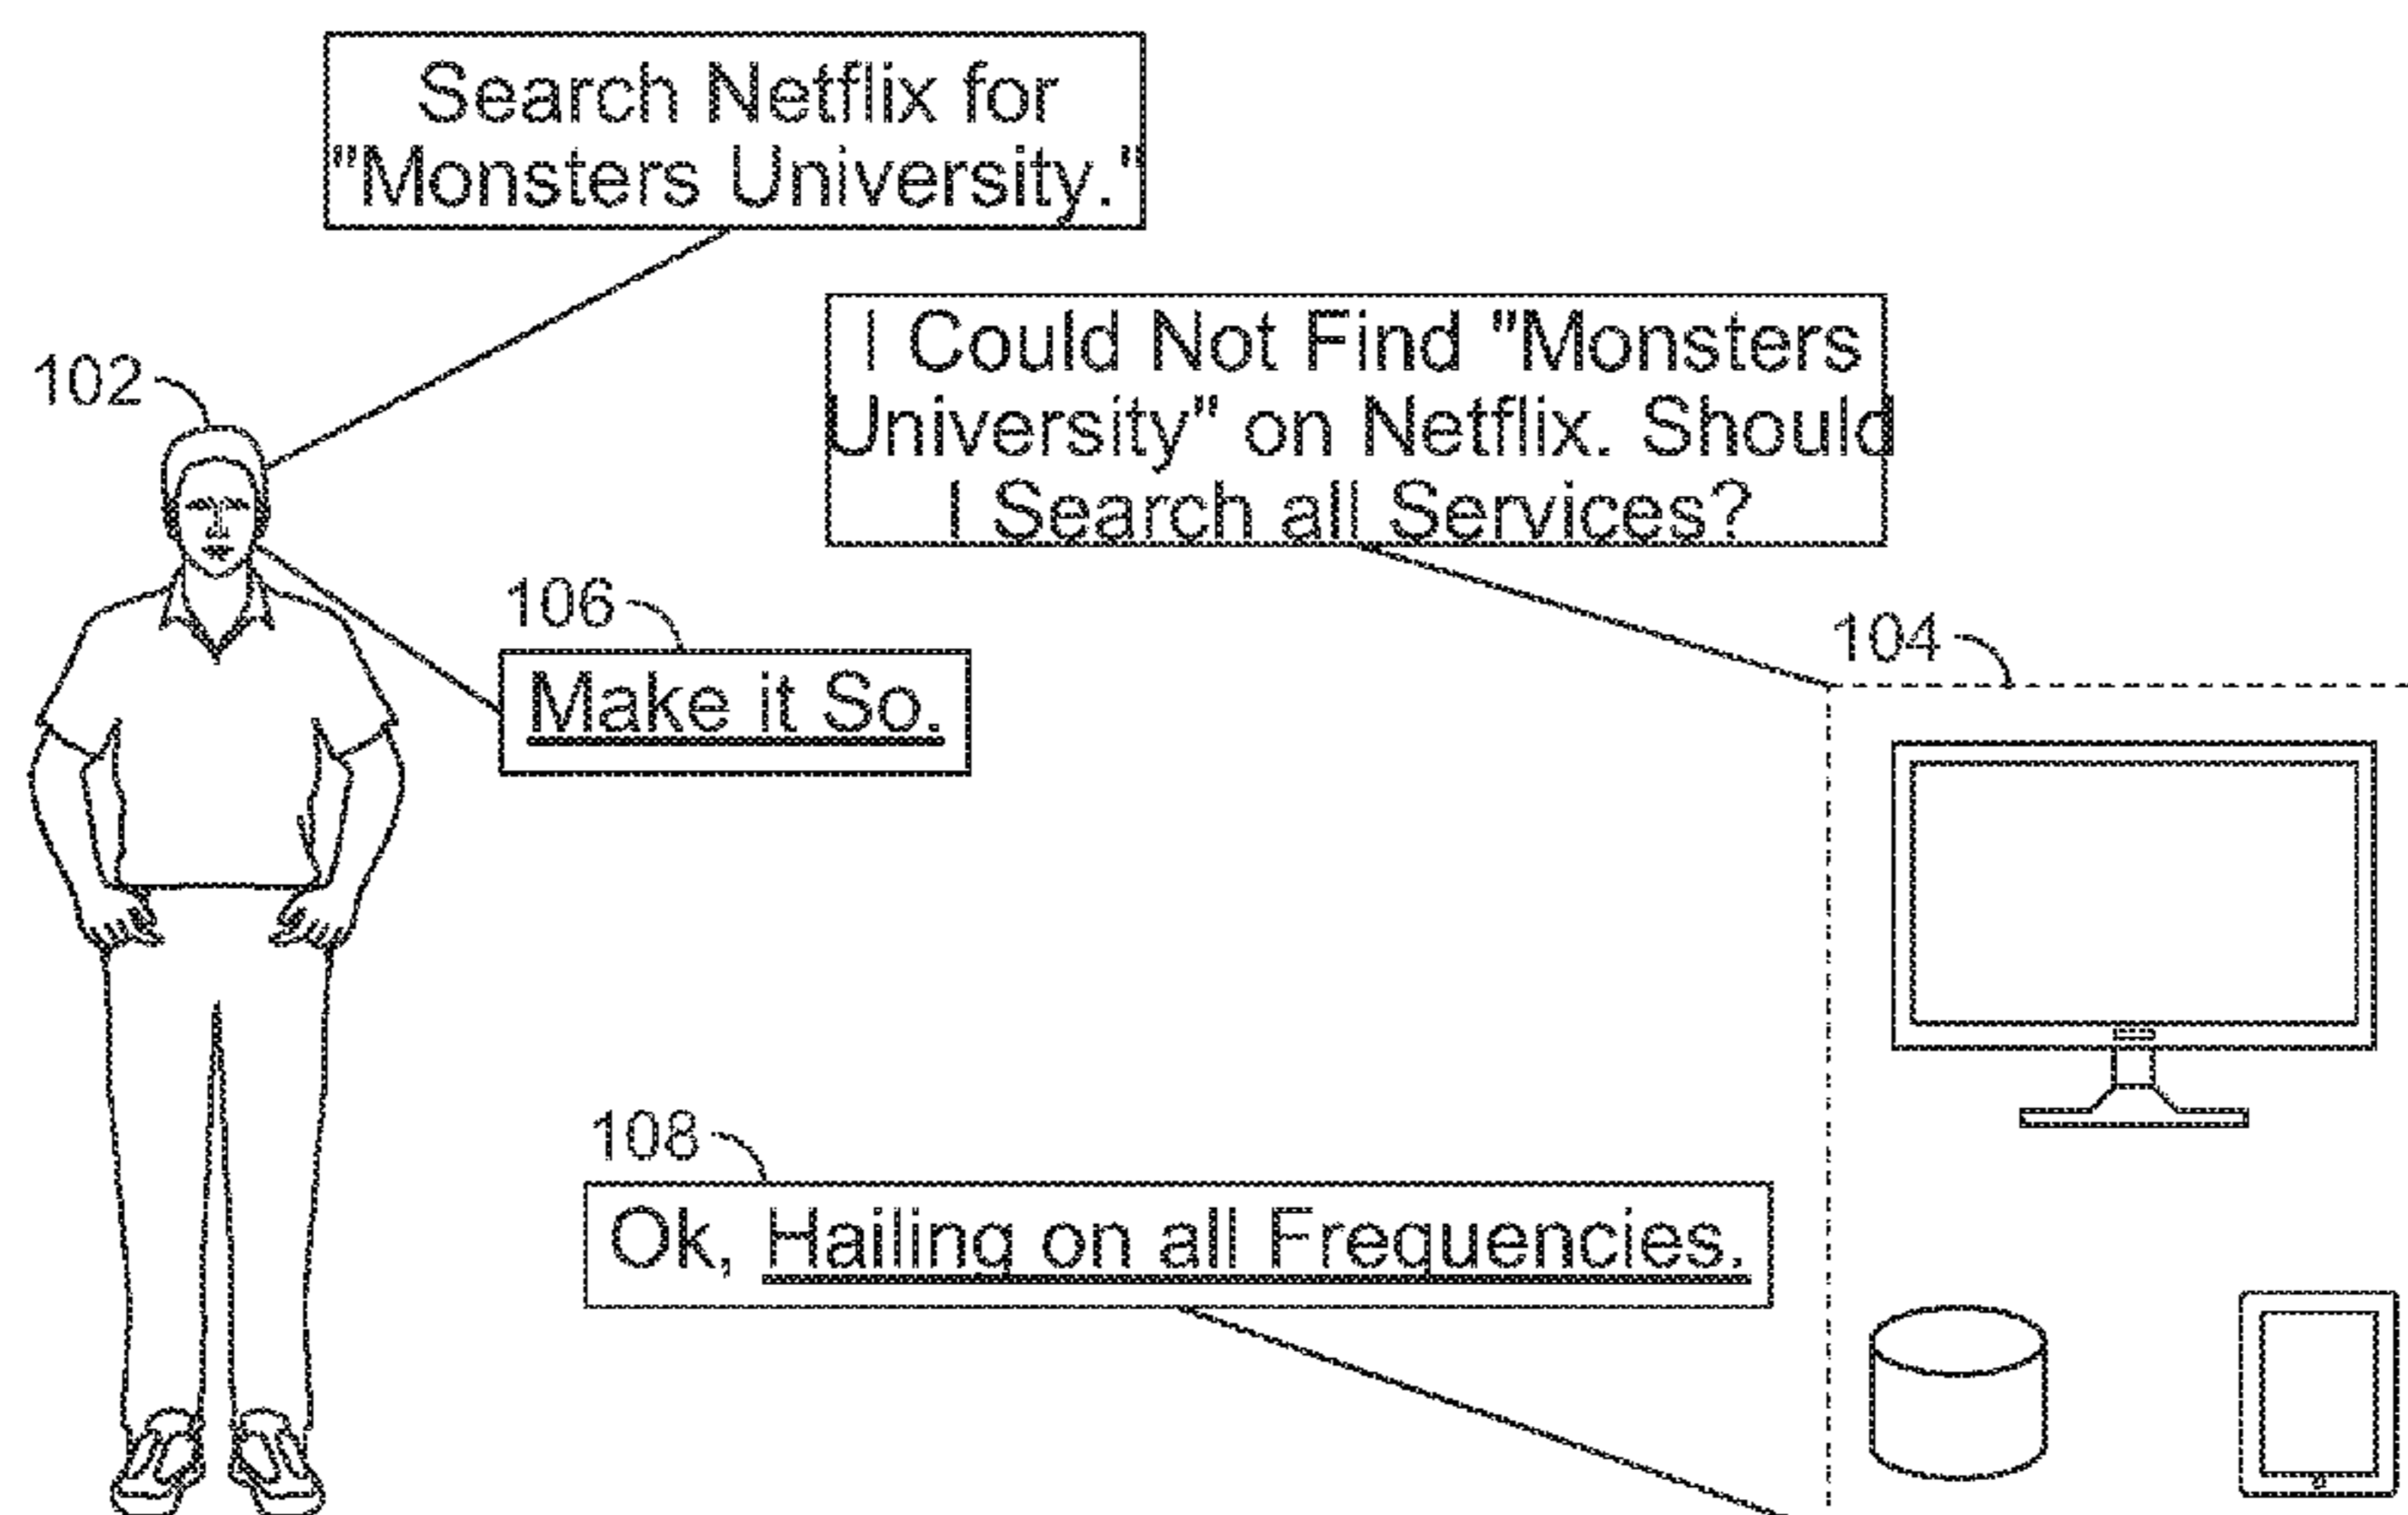 Search Netflix for
"Monsters University."
I Could Not Find "Monsters
University" on Netflix. Should
I Search all Services?
102
106
Make it So.
104
108
Ok, Hailing on all Frequencies.